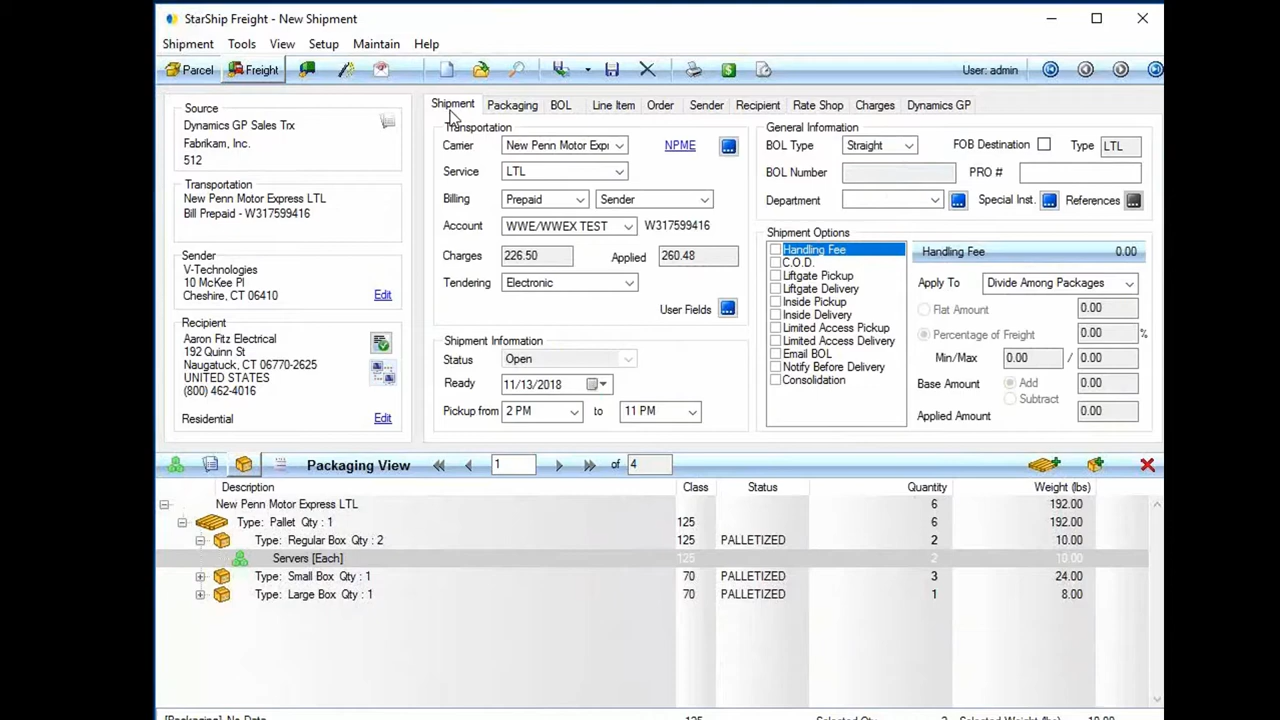 StarShip Freight - New Shipment
Shipment Tools View Setup Maintain Help
Parcel Freight User: admin
Source
Dynamics GP Sales Trx
Fabrikam, Inc.
512
Transportation
New Penn Motor Express LTL
Bill Prepaid - W317599416
Sender
V-Technologies
10 McKee Pl
Cheshire, CT 06410
Edit
Recipient
Aaron Fitz Electrical
192 Quinn St
Naugatuck, CT 06770-2625
UNITED STATES
(800) 462-4016
Residential Edit
Shipment Packaging BOL Line Item Order Sender Recipient Rate Shop Charges Dynamics GP
Transportation
Carrier New Penn Motor Expr NPME
Service LTL
Billing Prepaid Sender
Account WWE/WWEX TEST W317599416
Charges 226.50 Applied 260.48
Tendering Electronic
User Fields
Shipment Information
Status Open
Ready 11/13/2018
Pickup from 2 PM to 11 PM
General Information
BOL Type Straight FOB Destination Type LTL
BOL Number PRO #
Department Special Inst. References
Shipment Options
Handling Fee
C.O.D.
Liftgate Pickup
Liftgate Delivery
Inside Pickup
Inside Delivery
Limited Access Pickup
Limited Access Delivery
Email BOL
Notify Before Delivery
Consolidation
Handling Fee 0.00
Apply To Divide Among Packages
Flat Amount 0.00
Percentage of Freight 0.00 %
Min/Max 0.00 / 0.00
Base Amount Add 0.00
Subtract
Applied Amount 0.00
Packaging View 1 of 4
Description Class Status Quantity Weight (lbs)
New Penn Motor Express LTL 6 192.00
Type: Pallet Qty : 1 125 6 192.00
Type: Regular Box Qty : 2 125 PALLETIZED 2 10.00
Servers [Each] 125 2 10.00
Type: Small Box Qty : 1 70 PALLETIZED 3 24.00
Type: Large Box Qty : 1 70 PALLETIZED 1 8.00